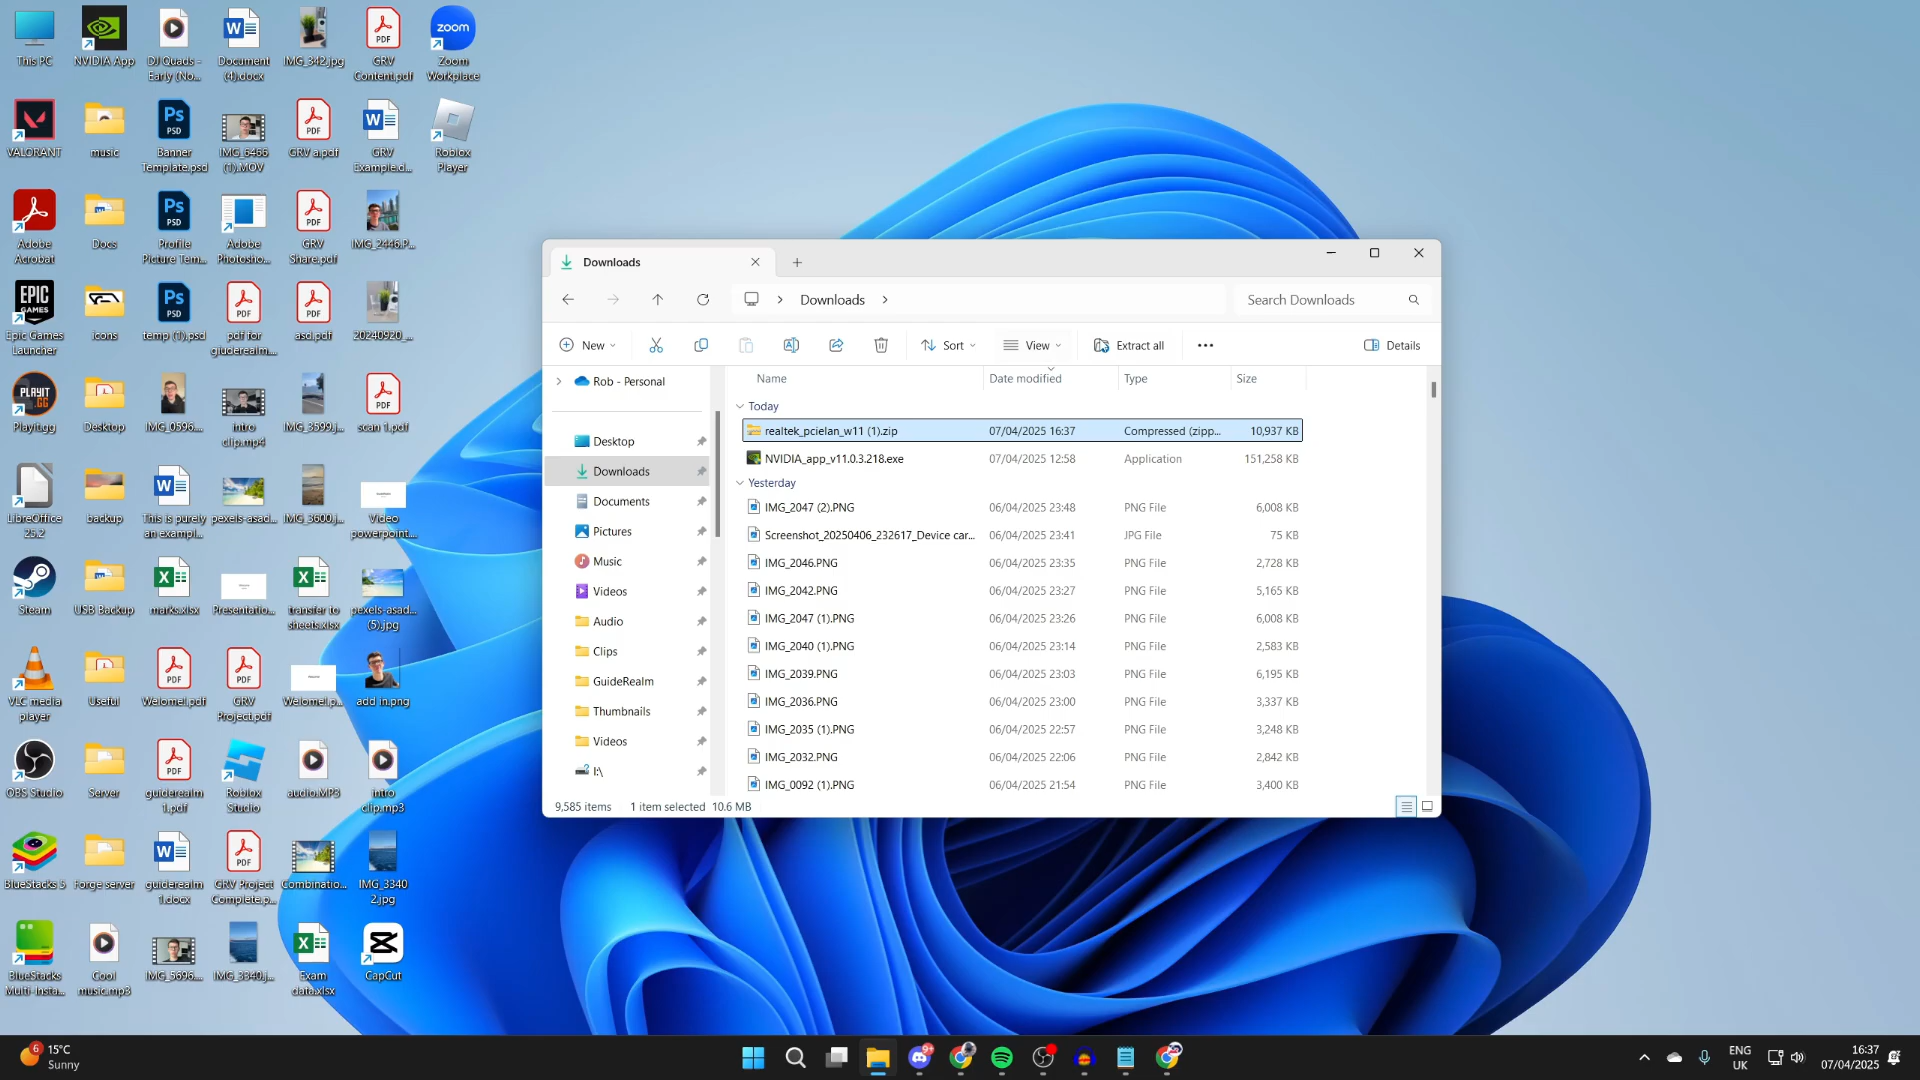 This PC
NVIDIA App
DJ Quads - Early (No...
Document (4).docx
IMG_342.jpg
GRV Content.pdf
zoom
Zoom Workplace
VALORANT
music
Banner Template.psd
IMG_6466 (1).MOV
GRV a.pdf
GRV Example.d...
Roblox Player
Adobe Acrobat
Docs
Profile Picture Tem...
Adobe Photosho...
GRV Share.pdf
IMG_2446.P...
EPIC GAMES
Epic Games Launcher
icons
temp (1).psd
pdf for giuderealm...
asd.pdf
20240920_...
PLAYIT.GG
Playit.gg
Desktop
IMG_0596....
intro clip.mp4
IMG_3599.j...
scan 1.pdf
LibreOffice 25.2
backup
This is purely an exampl...
pexels-asad...
IMG_3600.j...
Video powerpoint...
Steam
USB Backup
marks.xlsx
Presentatio...
transfer to sheets.xlsx
pexels-asad... (5).jpg
VLC media player
Useful
Welcome!.pdf
GRV Project.pdf
Welcome!.p...
add in.png
OBS Studio
Server
guiderealm 1.pdf
Roblox Studio
audio.MP3
intro clip.mp3
BlueStacks 5
Forge server
guiderealm 1.docx
GRV Project Complete.p...
Combinatio...
IMG_3340 2.jpg
BlueStacks Multi-Insta...
Cool music.mp3
IMG_5696....
IMG_3340.j...
Exam data.xlsx
CapCut
Downloads
Downloads
Search Downloads
New
Sort
View
Extract all
Details
Rob - Personal
Desktop
Downloads
Documents
Pictures
Music
Videos
Audio
Clips
GuideRealm
Thumbnails
Videos
I:\
Name Date modified Type Size
Today
realtek_pcielan_w11 (1).zip 07/04/2025 16:37 Compressed (zipp... 10,937 KB
NVIDIA_app_v11.0.3.218.exe 07/04/2025 12:58 Application 151,258 KB
Yesterday
IMG_2047 (2).PNG 06/04/2025 23:48 PNG File 6,008 KB
Screenshot_20250406_232617_Device car... 06/04/2025 23:41 JPG File 75 KB
IMG_2046.PNG 06/04/2025 23:35 PNG File 2,728 KB
IMG_2042.PNG 06/04/2025 23:27 PNG File 5,165 KB
IMG_2047 (1).PNG 06/04/2025 23:26 PNG File 6,008 KB
IMG_2040 (1).PNG 06/04/2025 23:14 PNG File 2,583 KB
IMG_2039.PNG 06/04/2025 23:03 PNG File 6,195 KB
IMG_2036.PNG 06/04/2025 23:00 PNG File 3,337 KB
IMG_2035 (1).PNG 06/04/2025 22:57 PNG File 3,248 KB
IMG_2032.PNG 06/04/2025 22:06 PNG File 2,842 KB
IMG_0092 (1).PNG 06/04/2025 21:54 PNG File 3,400 KB
9,585 items 1 item selected 10.6 MB
6
15°C
Sunny
9+
ENG
UK
16:37
07/04/2025